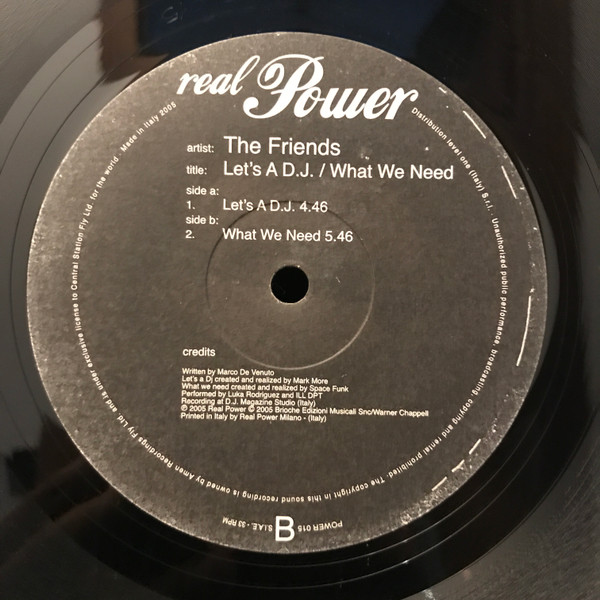 real Power
artist: The Friends
title: Let's A D.J. / What We Need
side a:
1. Let's A D.J. 4.46
side b:
2. What We Need 5.46
credits
Written by Marco De Venuto
Let's a Dj created and realized by Mark More
What we need created and realized by Space Funk
Performed by Luka Rodriguez and ILL DPT
Recording at D.J. Magazine Studio (Italy)
℗ 2005 Real Power © 2005 Brioche Edizioni Musicali Snc/Warner Chappell
Printed in Italy by Real Power Milano - (Italy)
Distribution level one (Italy) S.r.l. · Unauthorized public performance, broadcasting, copying and rental prohibited. The copyright in this sound recording is owned by Amen Recordings Pty Ltd. and is under exclusive license to Central Station Pty Ltd. for the world · Made in Italy 2005
POWER 015
B
S.I.A.E. - 33 RPM